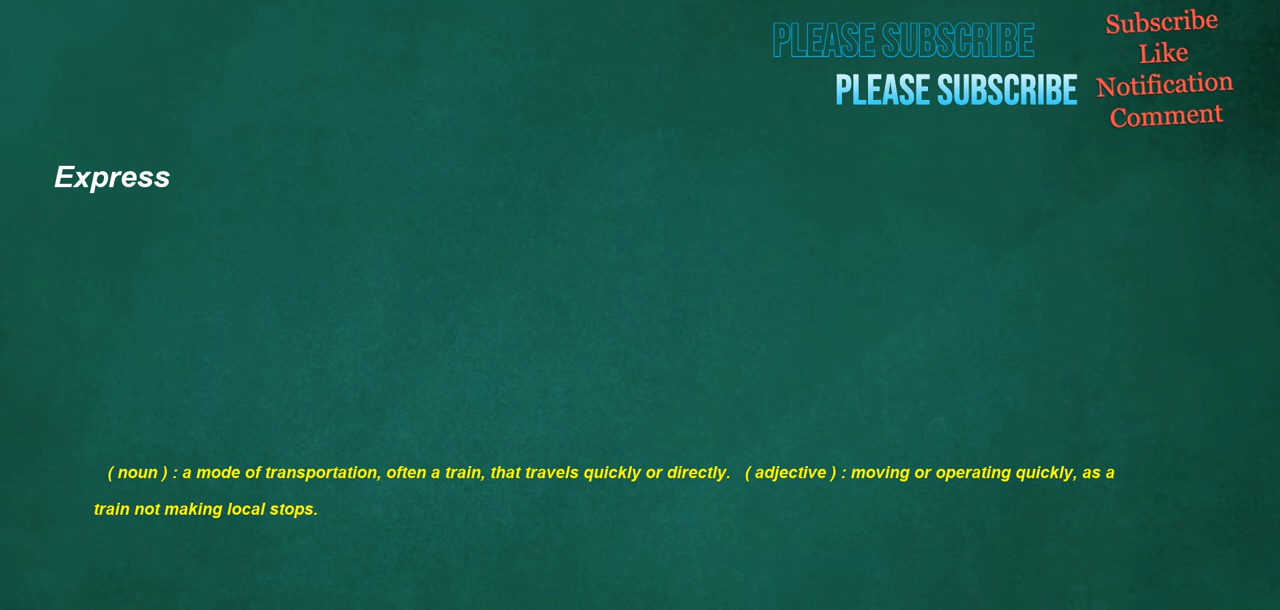 PLEASE SUBSCRIBE
PLEASE SUBSCRIBE
Subscribe
Like
Notification
Comment
Express
( noun ) : a mode of transportation, often a train, that travels quickly or directly. ( adjective ) : moving or operating quickly, as a
train not making local stops.